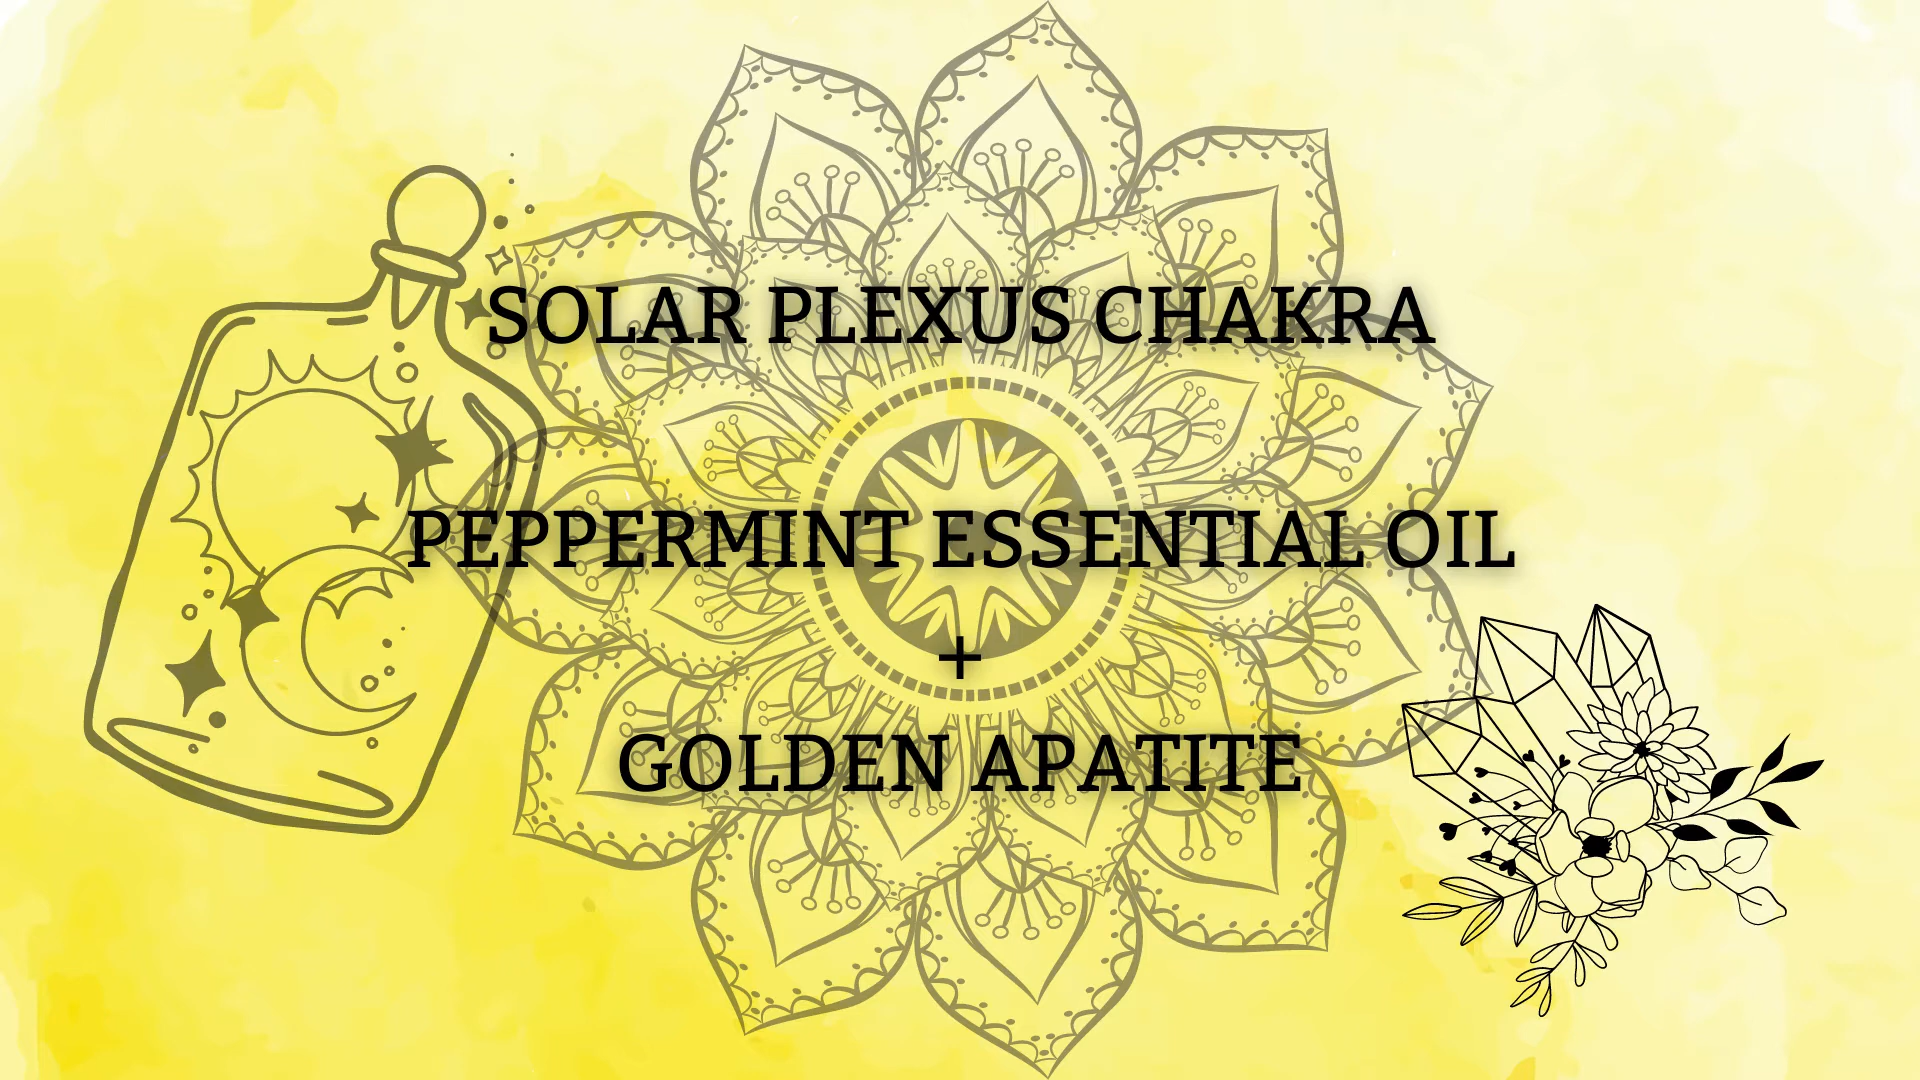 SOLAR PLEXUS CHAKRA
PEPPERMINT ESSENTIAL OIL
+
GOLDEN APATITE